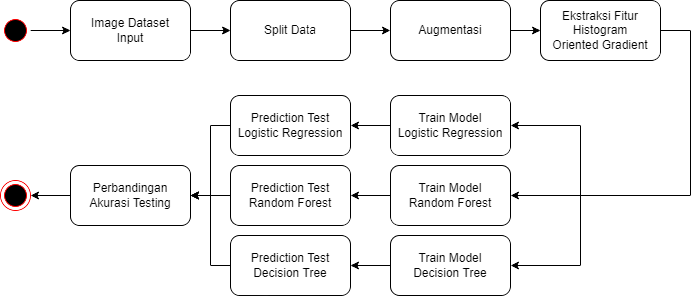 Image Dataset
Input
Split Data
Augmentasi
Ekstraksi Fitur
Histogram
Oriented Gradient
Prediction Test
Logistic Regression
Train Model
Logistic Regression
Perbandingan
Akurasi Testing
Prediction Test
Random Forest
Train Model
Random Forest
Prediction Test
Decision Tree
Train Model
Decision Tree